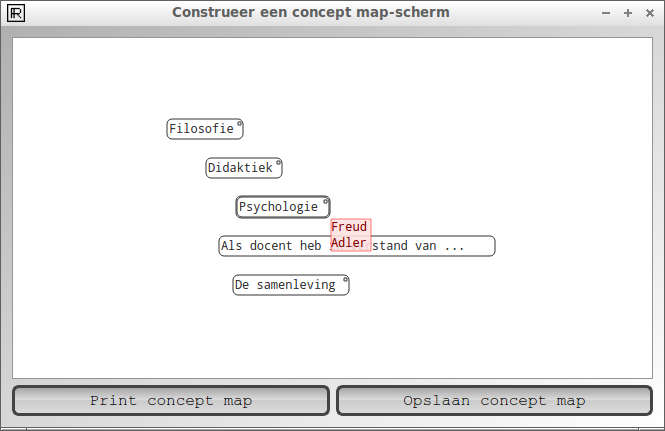 Construeer een concept map-scherm
Filosofie
Didaktiek
Psychologie
Freud
Adler
Als docent heb stand van ...
De samenleving
Print concept map
Opslaan concept map